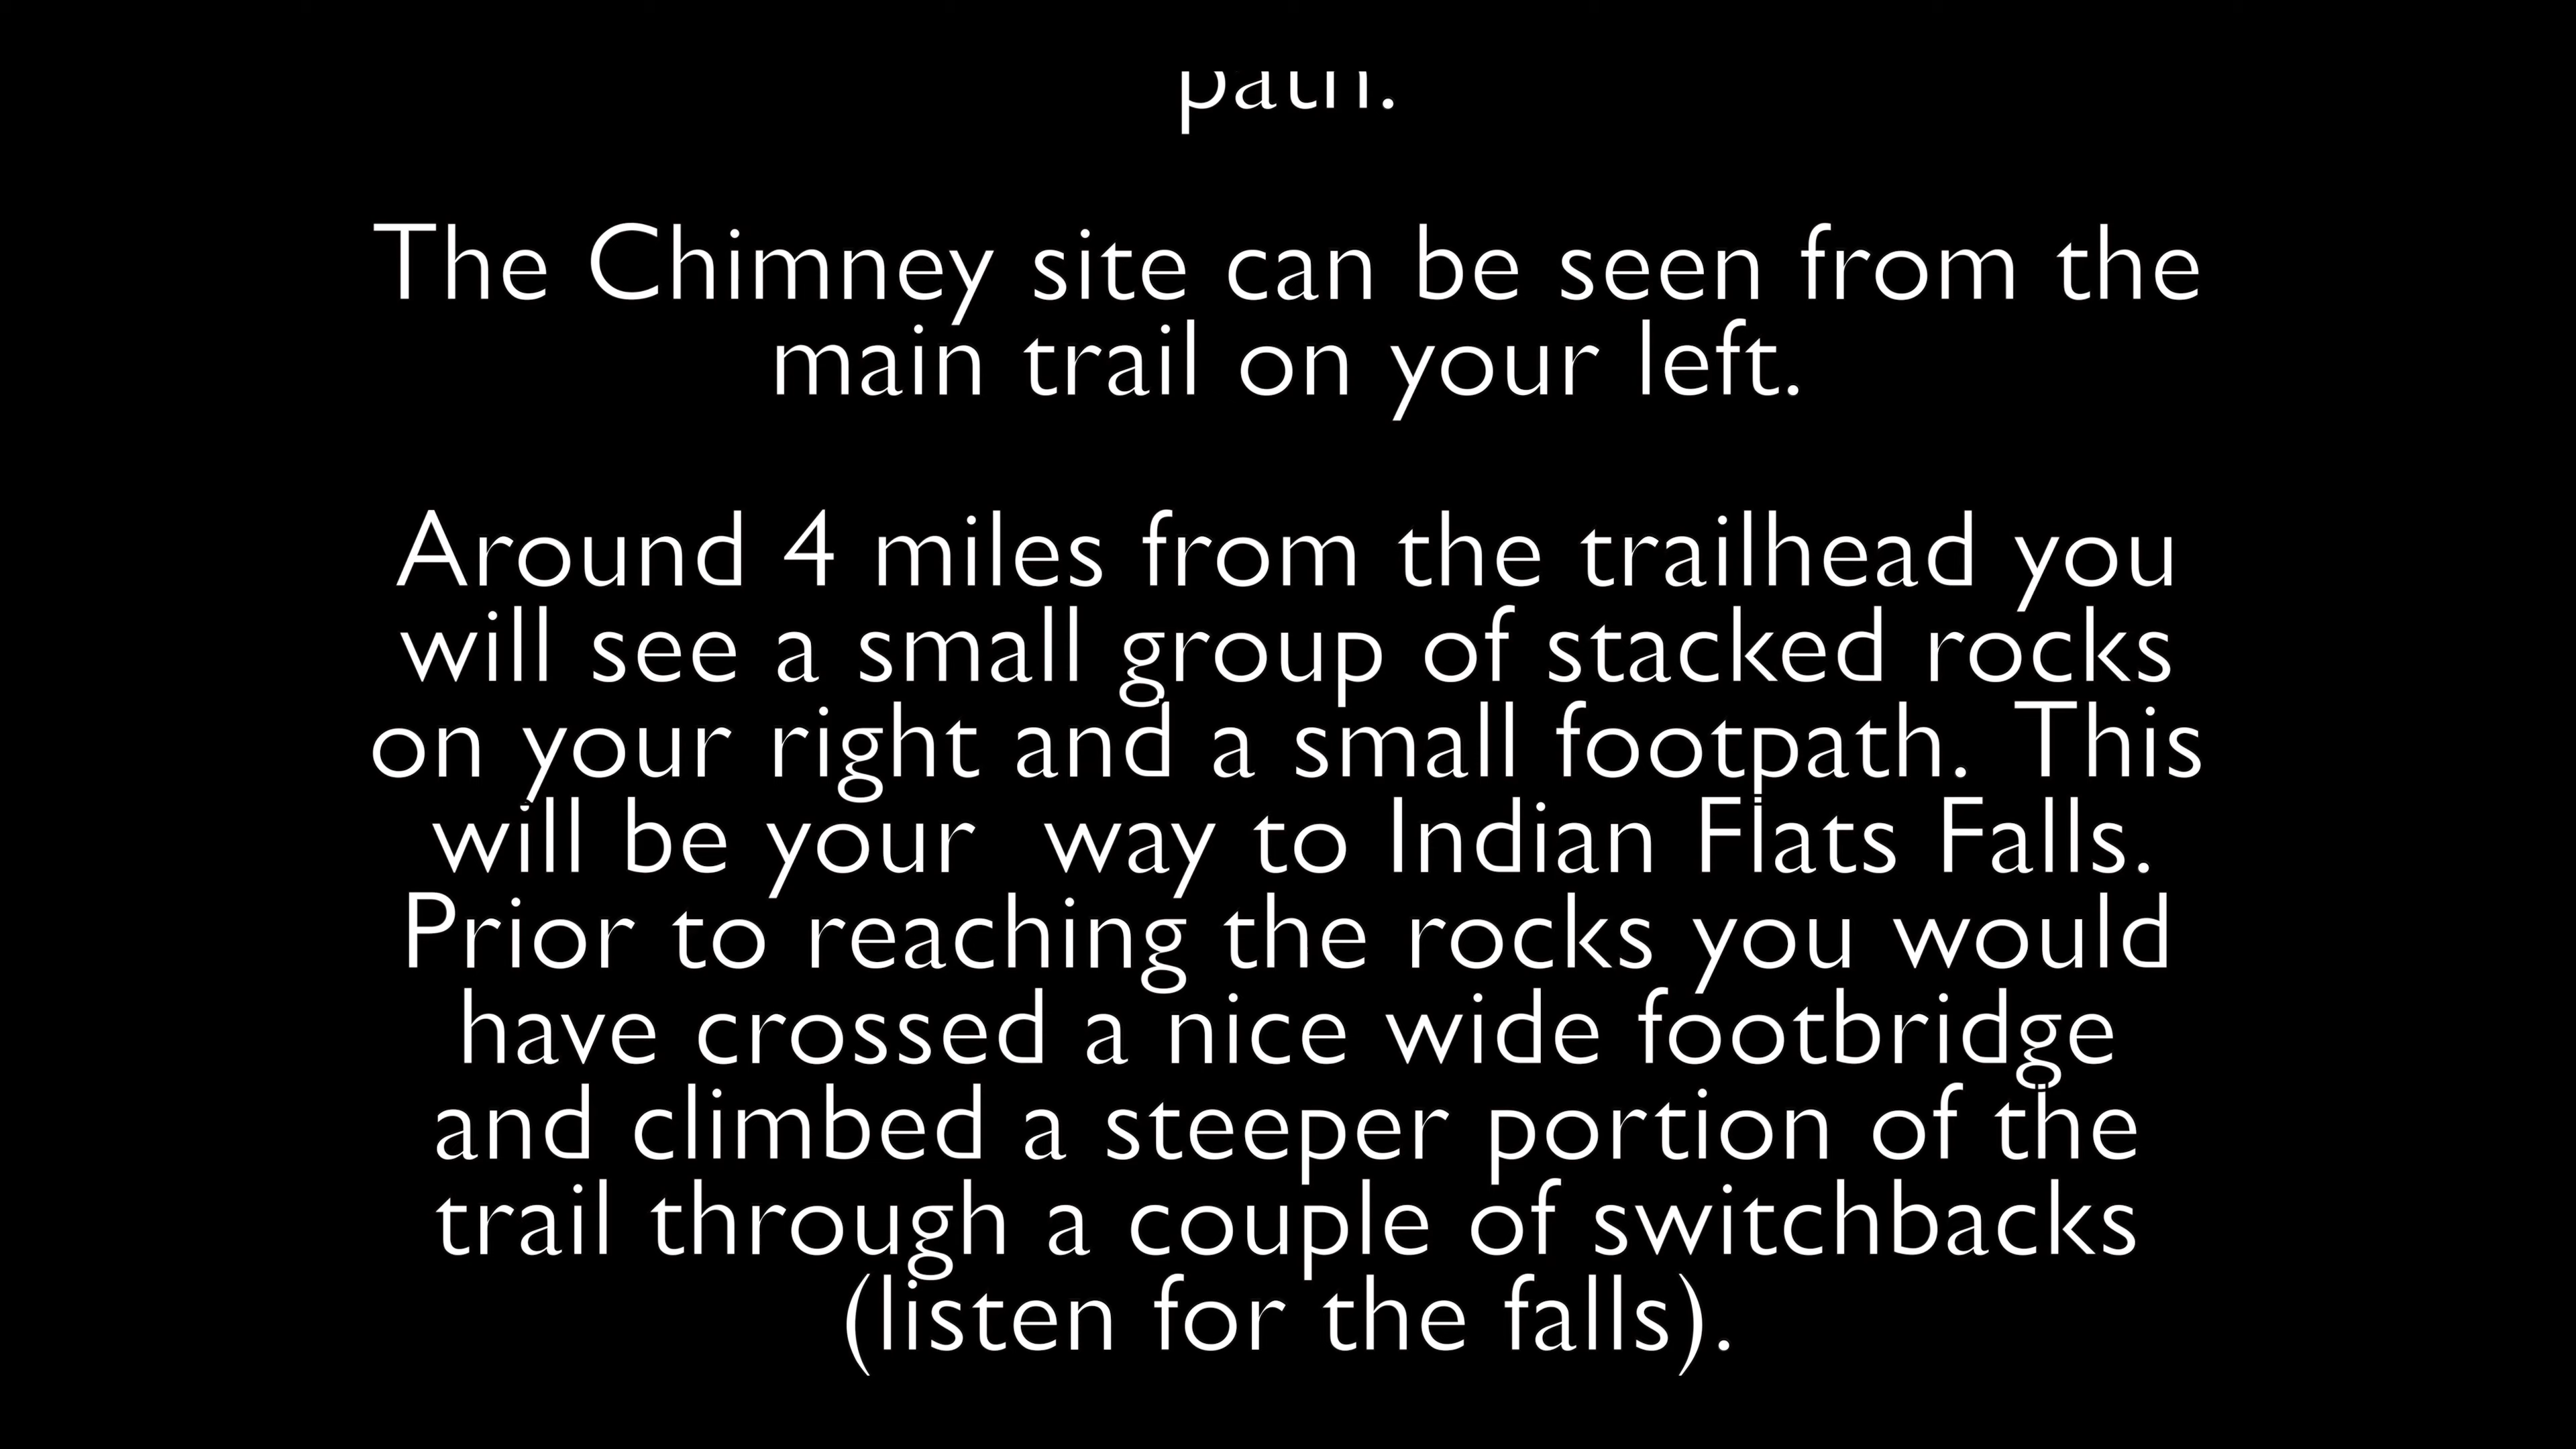 path.
The Chimney site can be seen from the
main trail on your left.
Around 4 miles from the trailhead you
will see a small group of stacked rocks
on your right and a small footpath. This
will be your  way to Indian Flats Falls.
Prior to reaching the rocks you would
have crossed a nice wide footbridge
and climbed a steeper portion of the
trail through a couple of switchbacks
(listen for the falls).